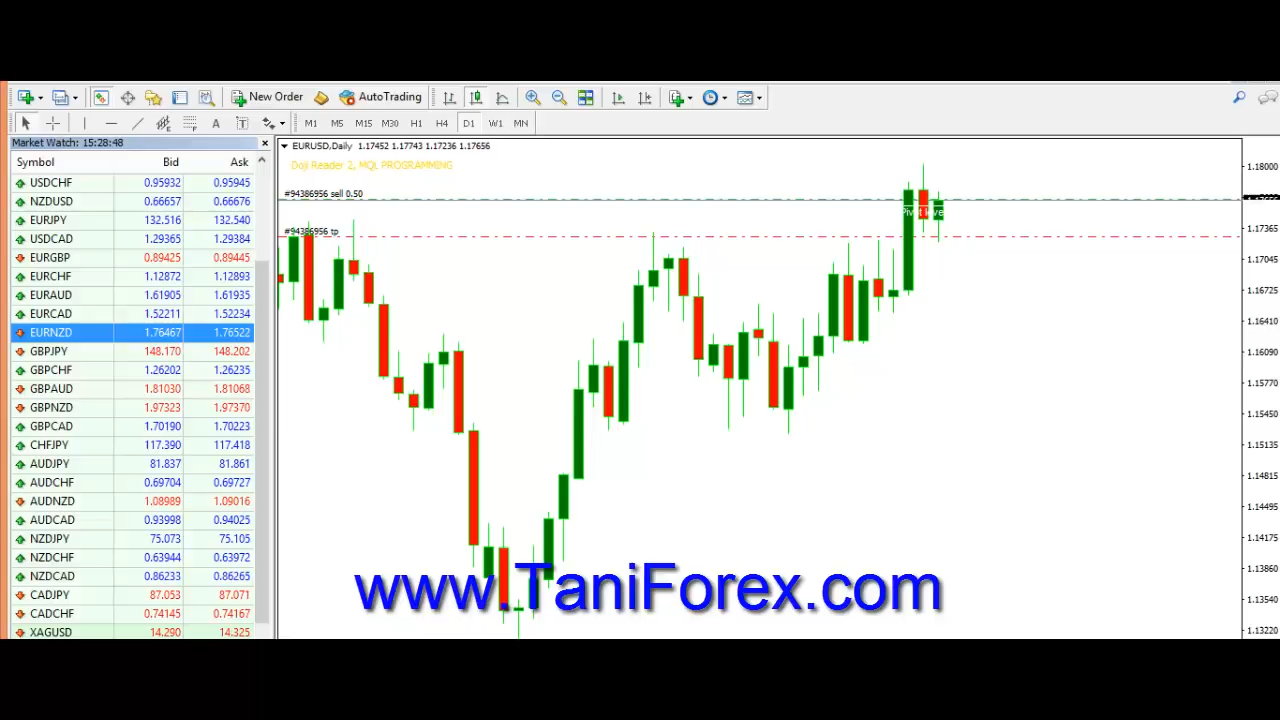 New Order AutoTrading
A T
M1 M5 M15 M30 H1 H4 D1 W1 MN
Market Watch: 15:28:48
Symbol Bid Ask
USDCHF 0.95932 0.95945
NZDUSD 0.66657 0.66676
EURJPY 132.516 132.540
USDCAD 1.29365 1.29384
EURGBP 0.89425 0.89445
EURCHF 1.12872 1.12893
EURAUD 1.61905 1.61935
EURCAD 1.52211 1.52234
EURNZD 1.76467 1.76522
GBPJPY 148.170 148.202
GBPCHF 1.26202 1.26235
GBPAUD 1.81030 1.81068
GBPNZD 1.97323 1.97370
GBPCAD 1.70190 1.70223
CHFJPY 117.390 117.418
AUDJPY 81.837 81.861
AUDCHF 0.69704 0.69727
AUDNZD 1.08989 1.09016
AUDCAD 0.93998 0.94025
NZDJPY 75.073 75.105
NZDCHF 0.63944 0.63972
NZDCAD 0.86233 0.86265
CADJPY 87.053 87.071
CADCHF 0.74145 0.74167
XAGUSD 14.290 14.325
EURUSD,Daily 1.17452 1.17743 1.17236 1.17656
Doji Reader 2, MQL PROGRAMMING
#94386956 sell 0.50
#94386956 tp
Pivot leve
1.18000
1.17365
1.17045
1.16725
1.16410
1.16090
1.15770
1.15450
1.15135
1.14815
1.14495
1.14175
1.13860
1.13540
1.13220
www.TaniForex.com